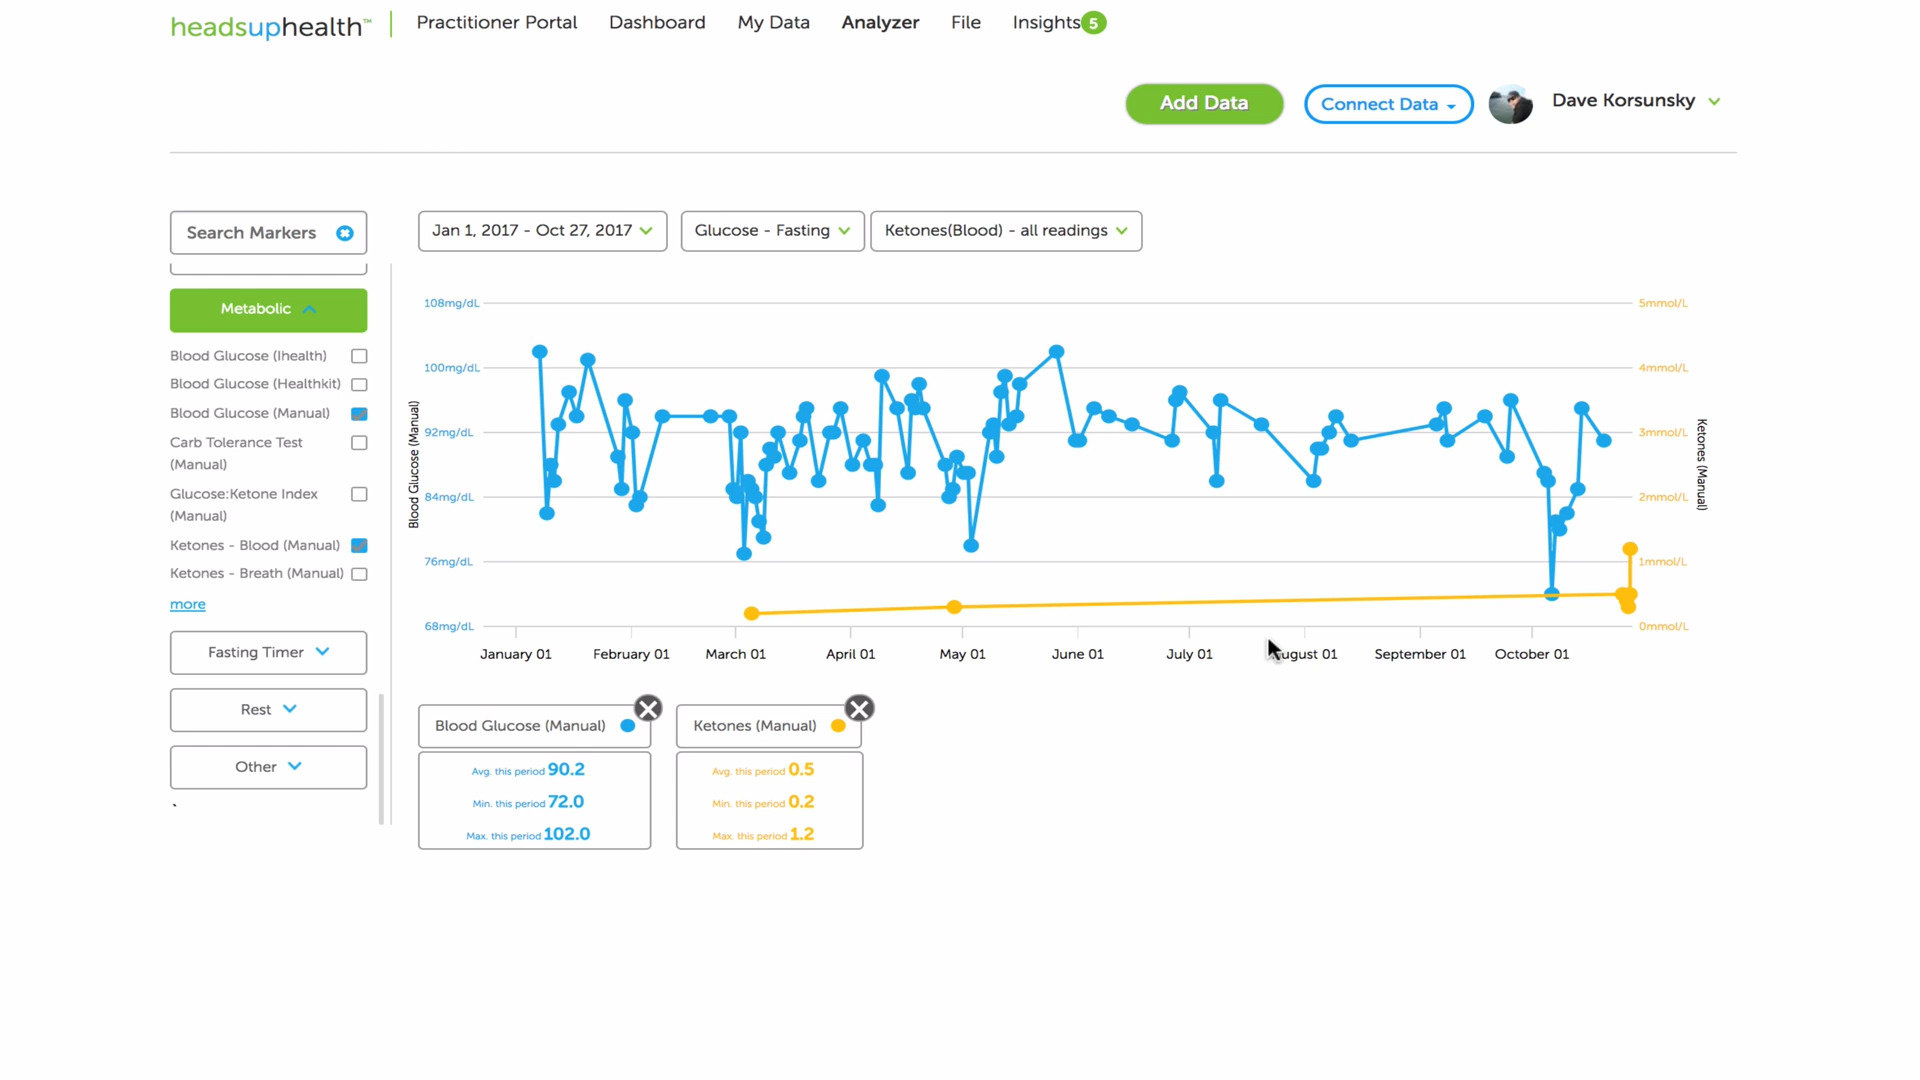 headsuphealth™
Practitioner Portal Dashboard My Data Analyzer File Insights 5
Add Data Connect Data Dave Korsunsky
Search Markers
Jan 1, 2017 - Oct 27, 2017
Glucose - Fasting
Ketones(Blood) - all readings
Metabolic
Blood Glucose (Ihealth)
Blood Glucose (Healthkit)
Blood Glucose (Manual)
Carb Tolerance Test
(Manual)
Glucose:Ketone Index
(Manual)
Ketones - Blood (Manual)
Ketones - Breath (Manual)
more
Fasting Timer
Rest
Other
Blood Glucose (Manual)
108mg/dL
100mg/dL
92mg/dL
84mg/dL
76mg/dL
68mg/dL
5mmol/L
4mmol/L
3mmol/L
2mmol/L
1mmol/L
0mmol/L
Ketones (Manual)
January 01 February 01 March 01 April 01 May 01 June 01 July 01 ugust 01 September 01 October 01
Blood Glucose (Manual)
Avg. this period 90.2
Min. this period 72.0
Max. this period 102.0
Ketones (Manual)
Avg. this period 0.5
Min. this period 0.2
Max. this period 1.2